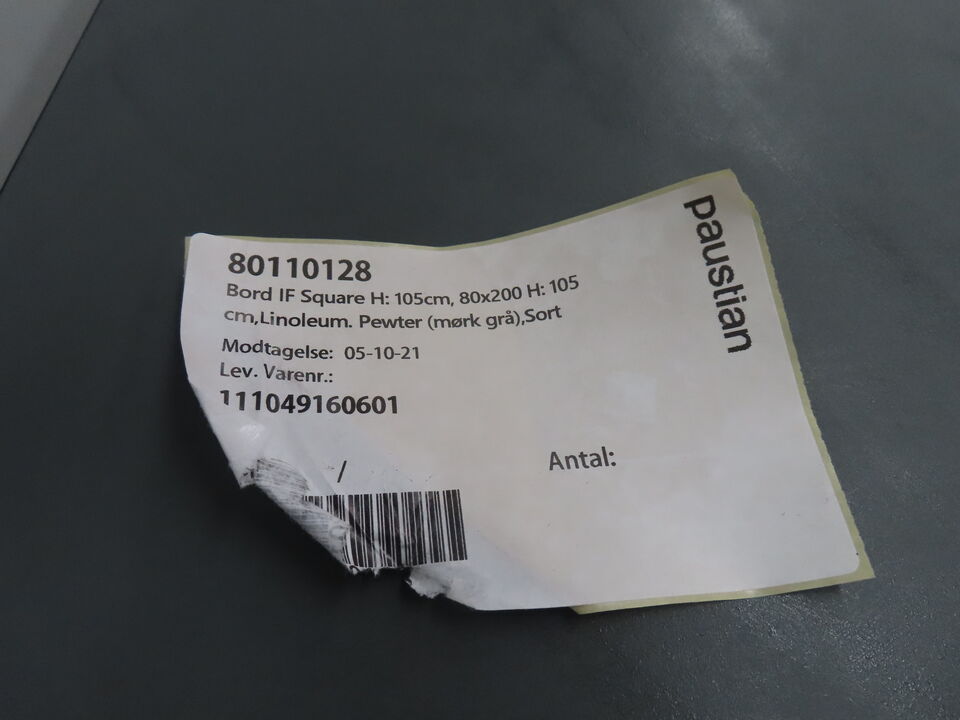 80110128
Bord IF Square H: 105cm, 80x200 H: 105
cm,Linoleum. Pewter (mørk grå),Sort
Modtagelse: 05-10-21
Lev. Varenr.:
111049160601
/
Antal:
paustian